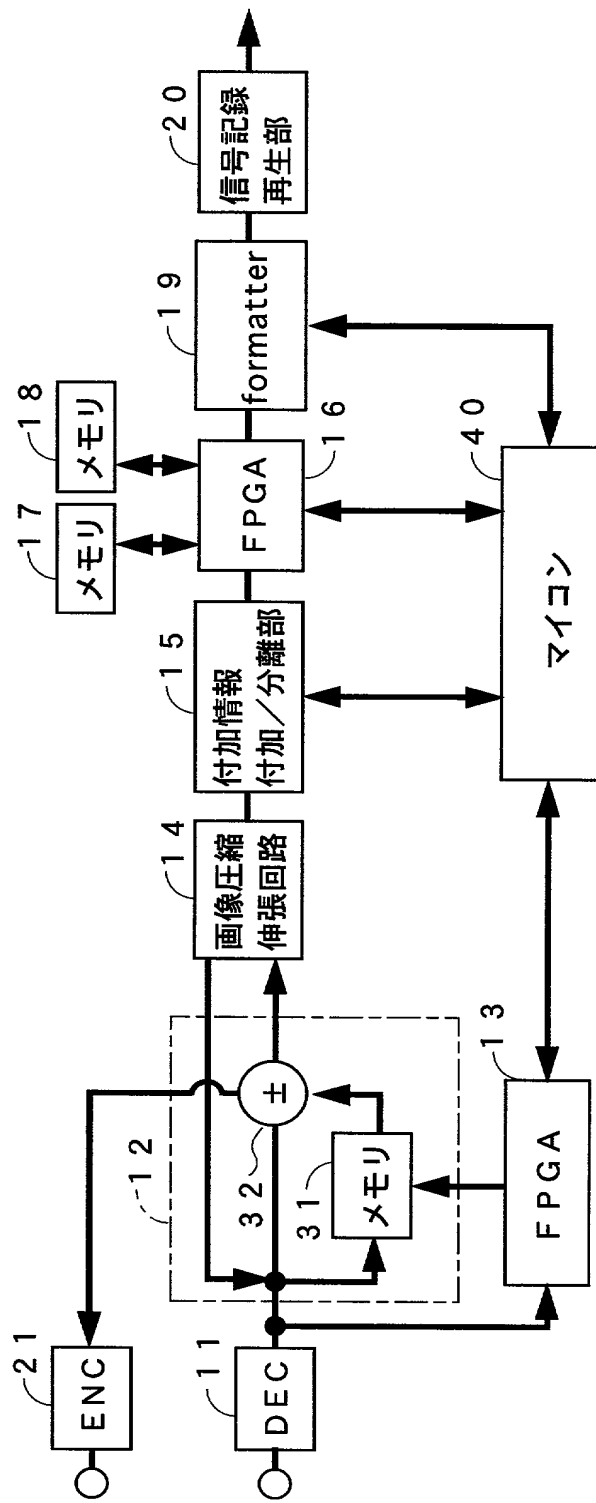 21
ENC
11
DEC
12
32
±
31
メモリ
13
FPGA
14
画像圧縮
伸張回路
15
付加情報
付加／分離部
17
メモリ
18
メモリ
FPGA
16
19
formatter
20
信号記録
再生部
40
マイコン